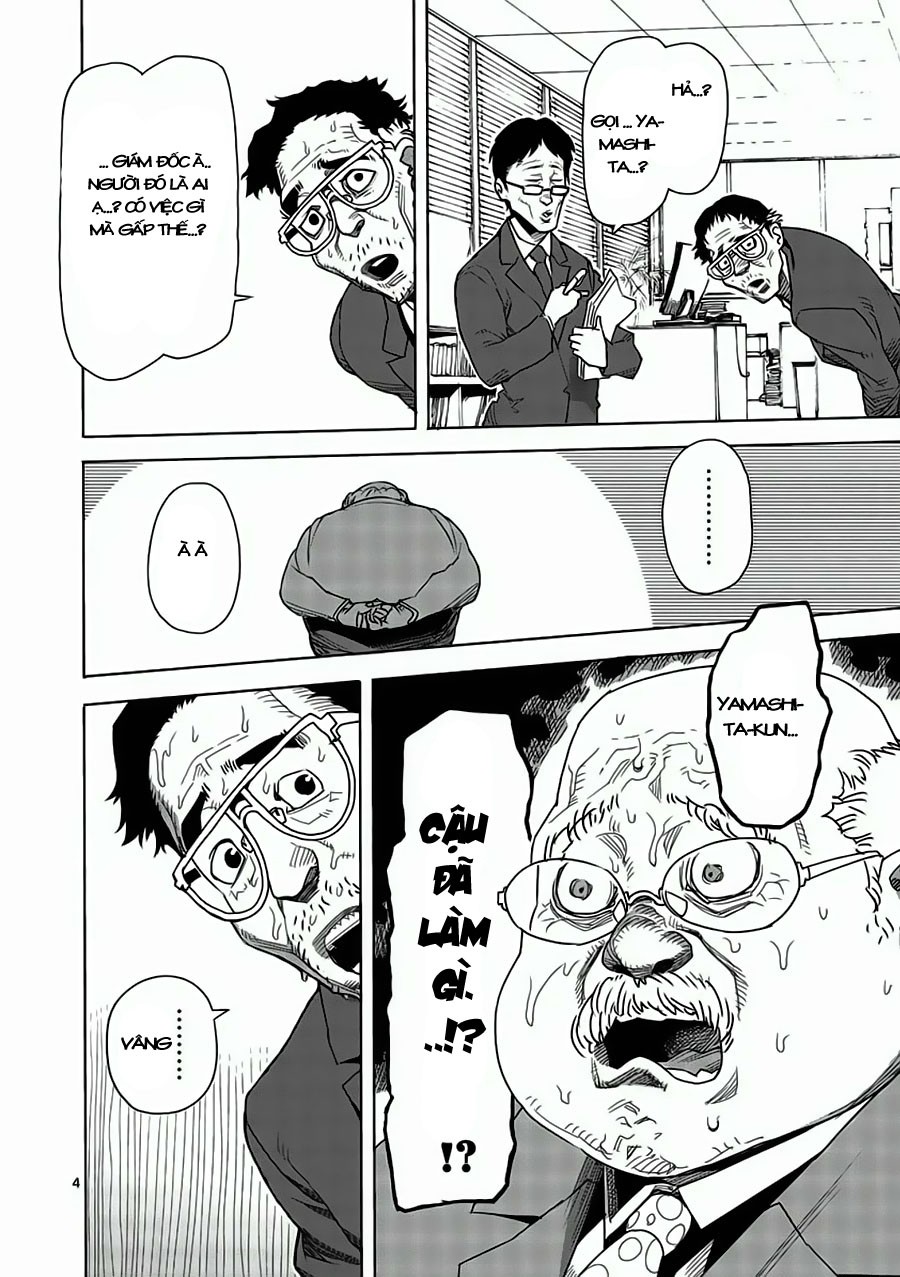 HẢ...?
GỌI ... YA-
MASHI-
TA...?
... GIÁM ĐỐC À..
NGƯỜI ĐÓ LÀ AI
Ạ...? CÓ VIỆC GÌ
MÀ GẤP THẾ...?
.........
À À
YAMASHI-
TA-KUN...
CẬU
ĐÃ
LÀM
GÌ.
...!?
!?
.........
VÂNG
4